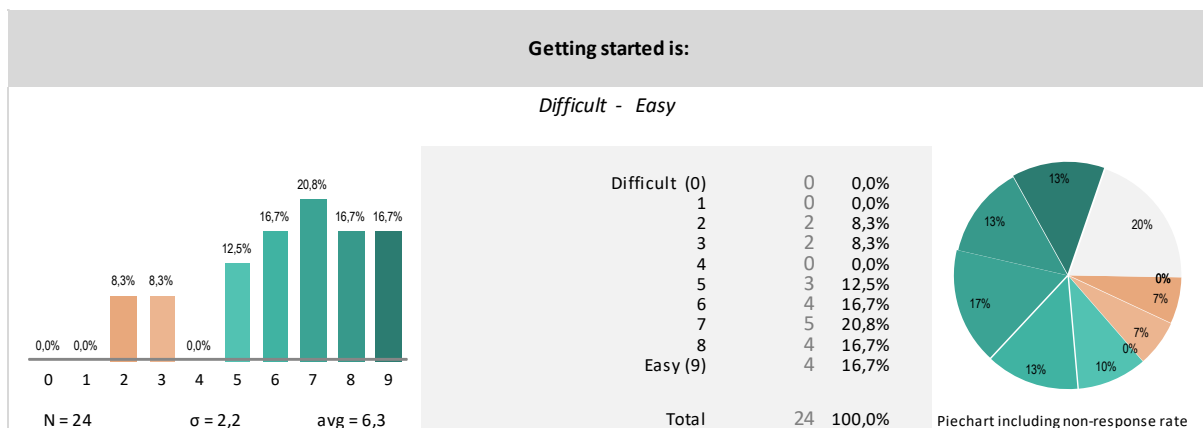 Getting started is:
Difficult - Easy
0,0%
0,0%
8,3%
8,3%
0,0%
12,5%
16,7%
20,8%
16,7%
16,7%
0 1 2 3 4 5 6 7 8 9
N = 24 σ = 2,2 avg = 6,3
Difficult (0) 0 0,0%
1 0 0,0%
2 2 8,3%
3 2 8,3%
4 0 0,0%
5 3 12,5%
6 4 16,7%
7 5 20,8%
8 4 16,7%
Easy (9) 4 16,7%
Total 24 100,0%
13%
20%
0%
7%
7%
0%
10%
13%
17%
13%
Piechart including non-response rate